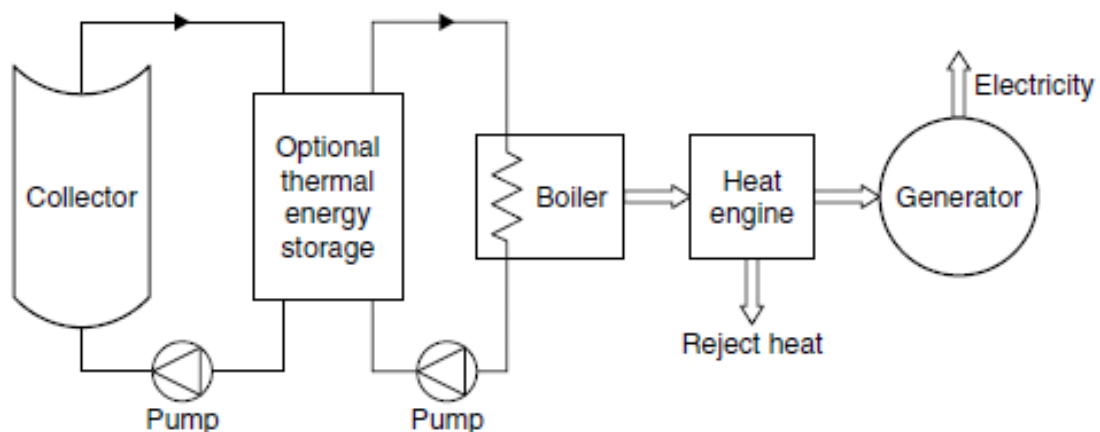 Collector
Pump
Optional
thermal
energy
storage
Pump
Boiler
Heat
engine
Reject heat
Generator
Electricity